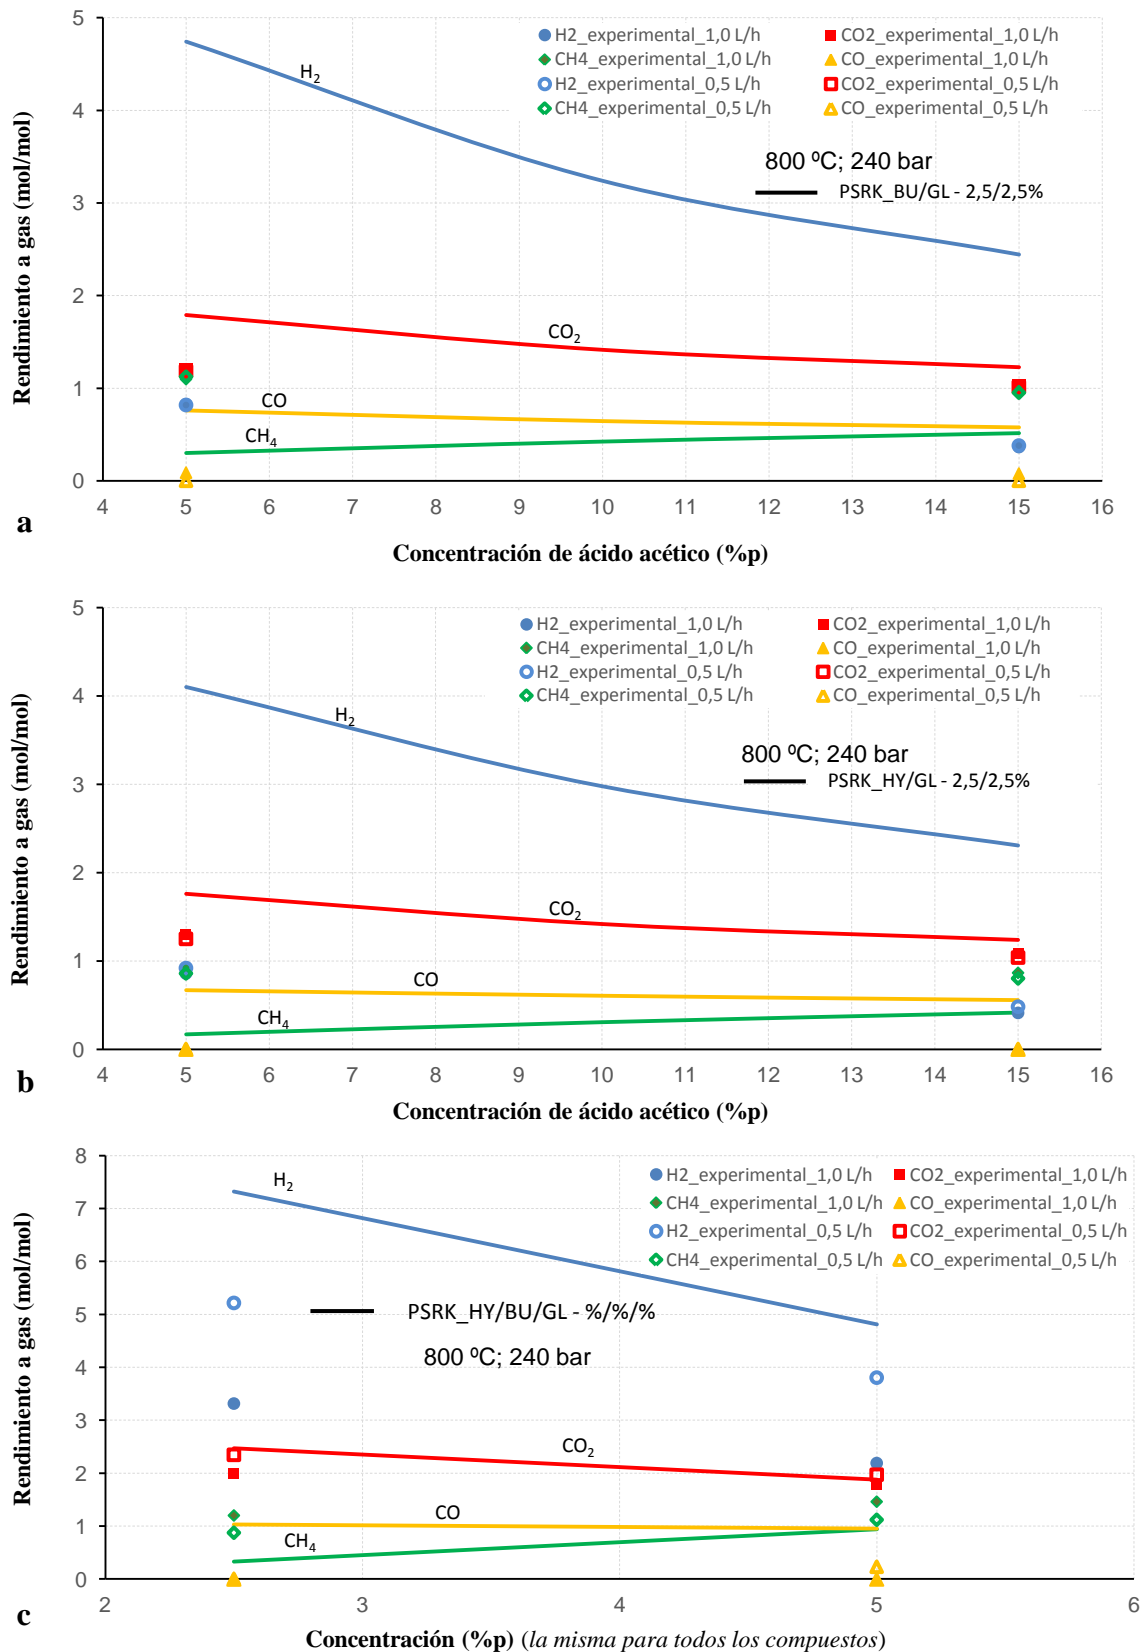 Rendimiento a gas (mol/mol)
5
4
3
2
1
0
H2_experimental_1,0 L/h
CO2_experimental_1,0 L/h
CH4_experimental_1,0 L/h
CO_experimental_1,0 L/h
H2_experimental_0,5 L/h
CO2_experimental_0,5 L/h
CH4_experimental_0,5 L/h
CO_experimental_0,5 L/h
H₂
800 ºC; 240 bar
PSRK_BU/GL - 2,5/2,5%
CO₂
CO
CH₄
4 5 6 7 8 9 10 11 12 13 14 15 16
a
Concentración de ácido acético (%p)
Rendimiento a gas (mol/mol)
5
4
3
2
1
0
H2_experimental_1,0 L/h
CO2_experimental_1,0 L/h
CH4_experimental_1,0 L/h
CO_experimental_1,0 L/h
H2_experimental_0,5 L/h
CO2_experimental_0,5 L/h
CH4_experimental_0,5 L/h
CO_experimental_0,5 L/h
H₂
800 ºC; 240 bar
PSRK_HY/GL - 2,5/2,5%
CO₂
CO
CH₄
4 5 6 7 8 9 10 11 12 13 14 15 16
b
Concentración de ácido acético (%p)
Rendimiento a gas (mol/mol)
8
7
6
5
4
3
2
1
0
H2_experimental_1,0 L/h
CO2_experimental_1,0 L/h
CH4_experimental_1,0 L/h
CO_experimental_1,0 L/h
H2_experimental_0,5 L/h
CO2_experimental_0,5 L/h
CH4_experimental_0,5 L/h
CO_experimental_0,5 L/h
H₂
PSRK_HY/BU/GL - %/%/%
800 ºC; 240 bar
CO₂
CO
CH₄
2 3 4 5 6
c
Concentración (%p) (la misma para todos los compuestos)